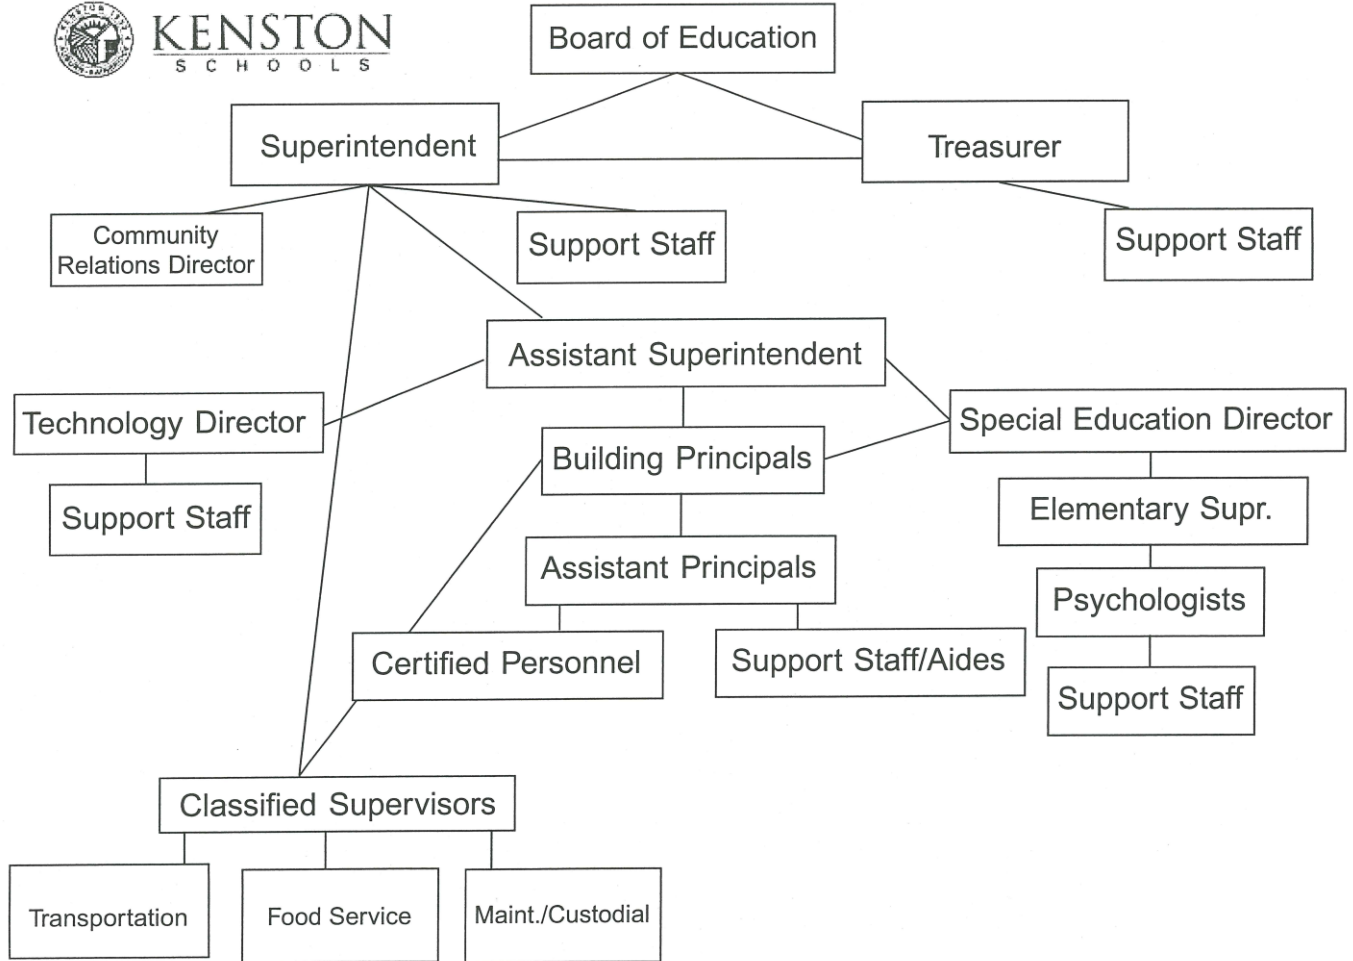 KENSTON
SCHOOLS
Board of Education
Superintendent
Treasurer
Community
Relations Director
Support Staff
Support Staff
Assistant Superintendent
Technology Director
Special Education Director
Building Principals
Support Staff
Elementary Supr.
Assistant Principals
Psychologists
Certified Personnel
Support Staff/Aides
Support Staff
Classified Supervisors
Transportation
Food Service
Maint./Custodial